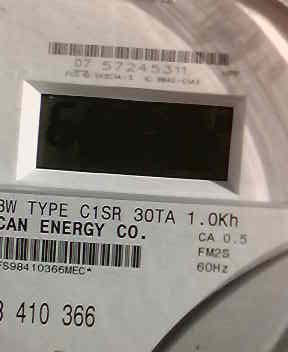 07 57245311
3W TYPE C1SR 30TA 1.0Kh
CAN ENERGY CO.
CA 0.5
FM2S
FS98410366MEC*
60Hz
3 410 366